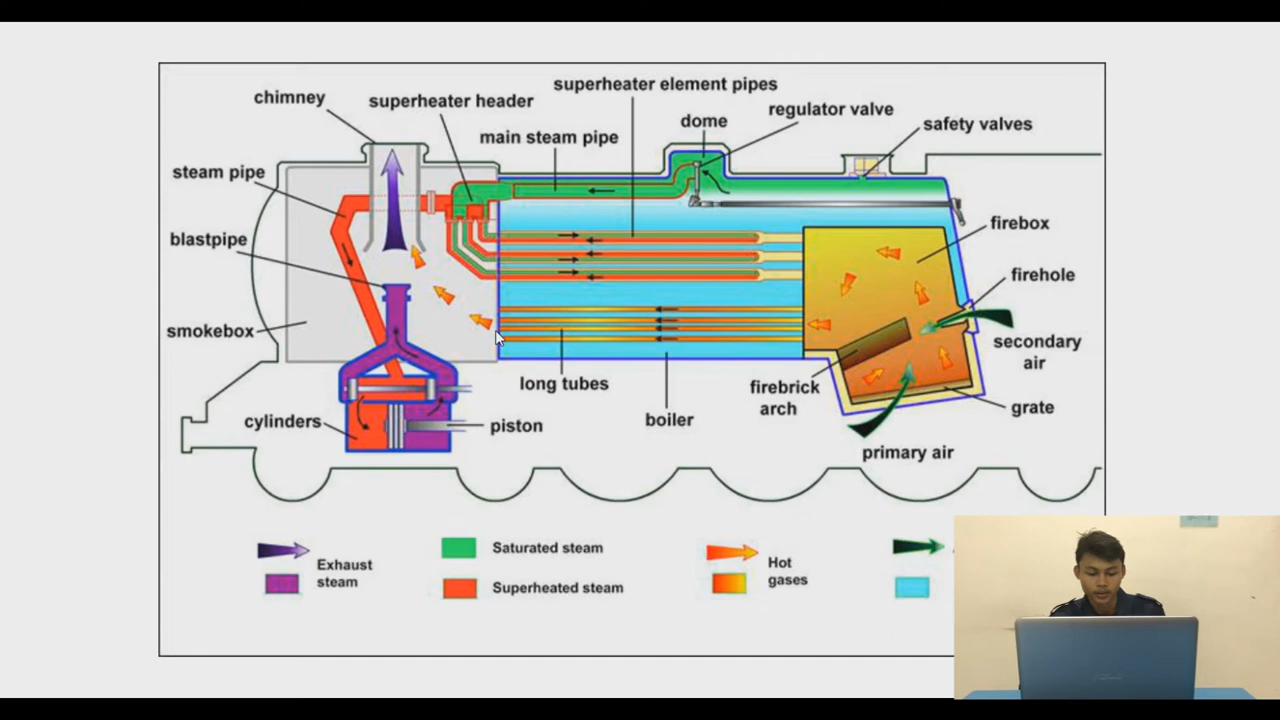 superheater element pipes
chimney
superheater header
regulator valve
dome
safety valves
main steam pipe
steam pipe
blastpipe
firebox
firehole
smokebox
secondary
air
long tubes
firebrick
arch
grate
cylinders
piston
boiler
primary air
Exhaust
steam
Saturated steam
Superheated steam
Hot
gases